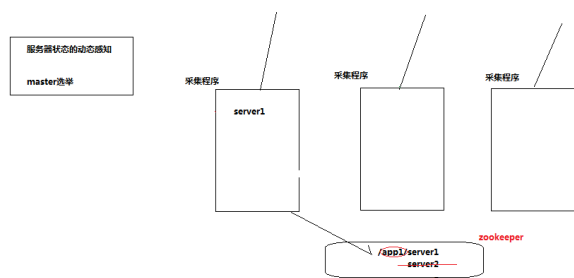 服务器状态的动态感知
master选举
采集程序
采集程序
采集程序
server1
zookeeper
/app1/server1
server2